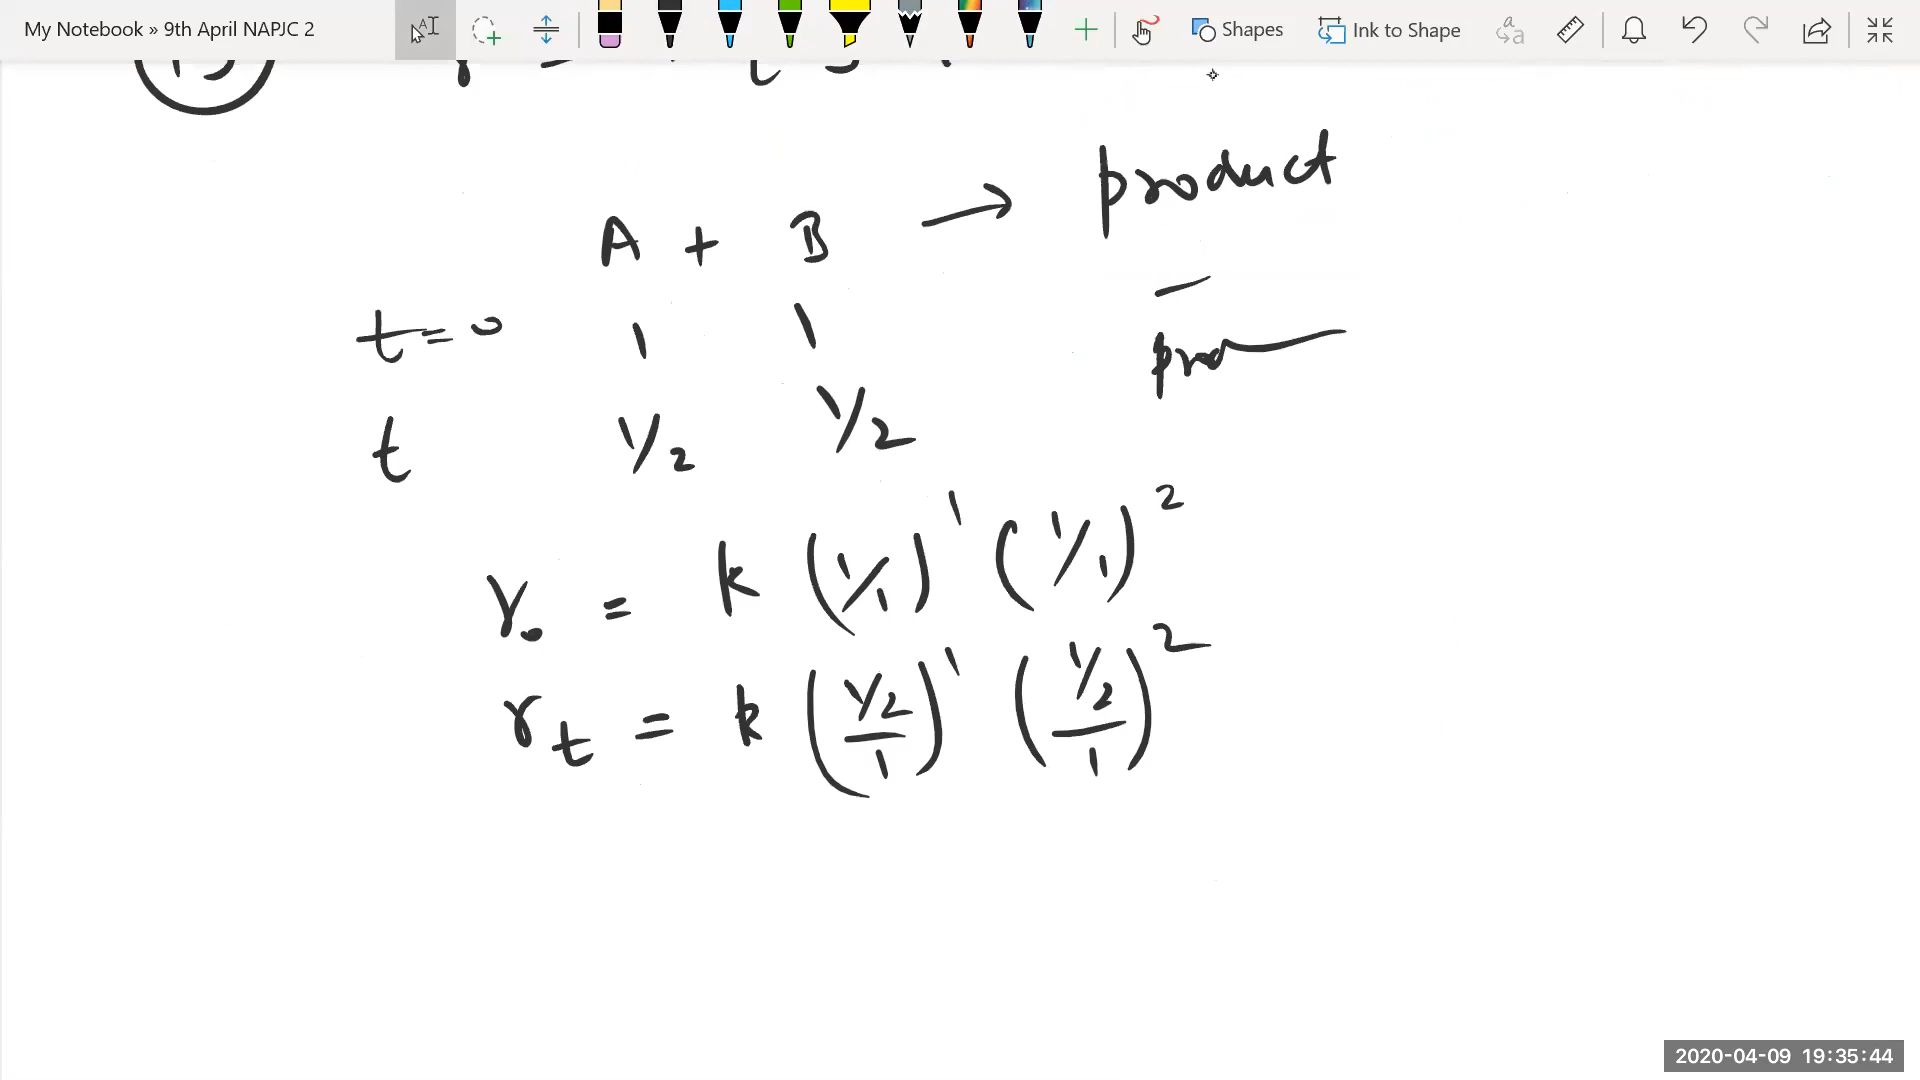 My Notebook » 9th April NAPJC 2
Shapes
Ink to Shape
A + B → product
t=0 1 1 –
t 1/2 1/2 prod
r₀ = k (1/1)¹ (1/1)²
r_t = k ((1/2)/1)¹ ((1/2)/1)²
2020-04-09 19:35:44